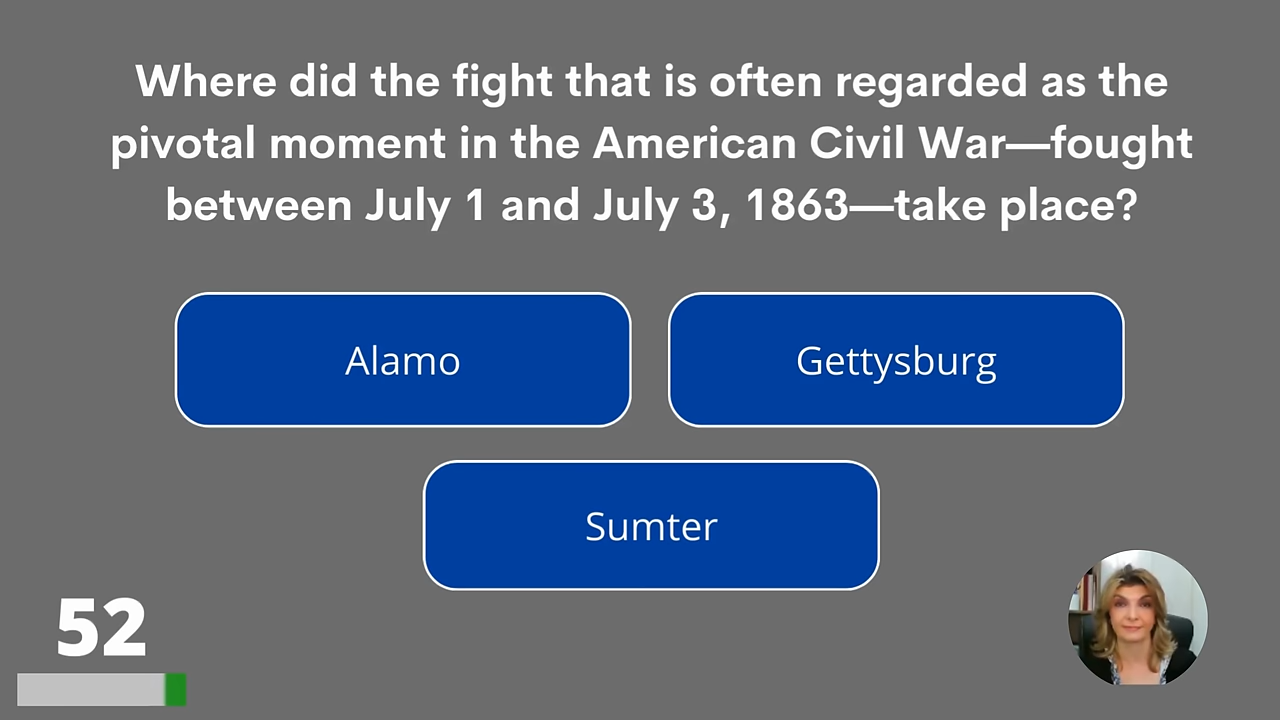 Where did the fight that is often regarded as the
pivotal moment in the American Civil War—fought
between July 1 and July 3, 1863—take place?
Alamo
Gettysburg
Sumter
52